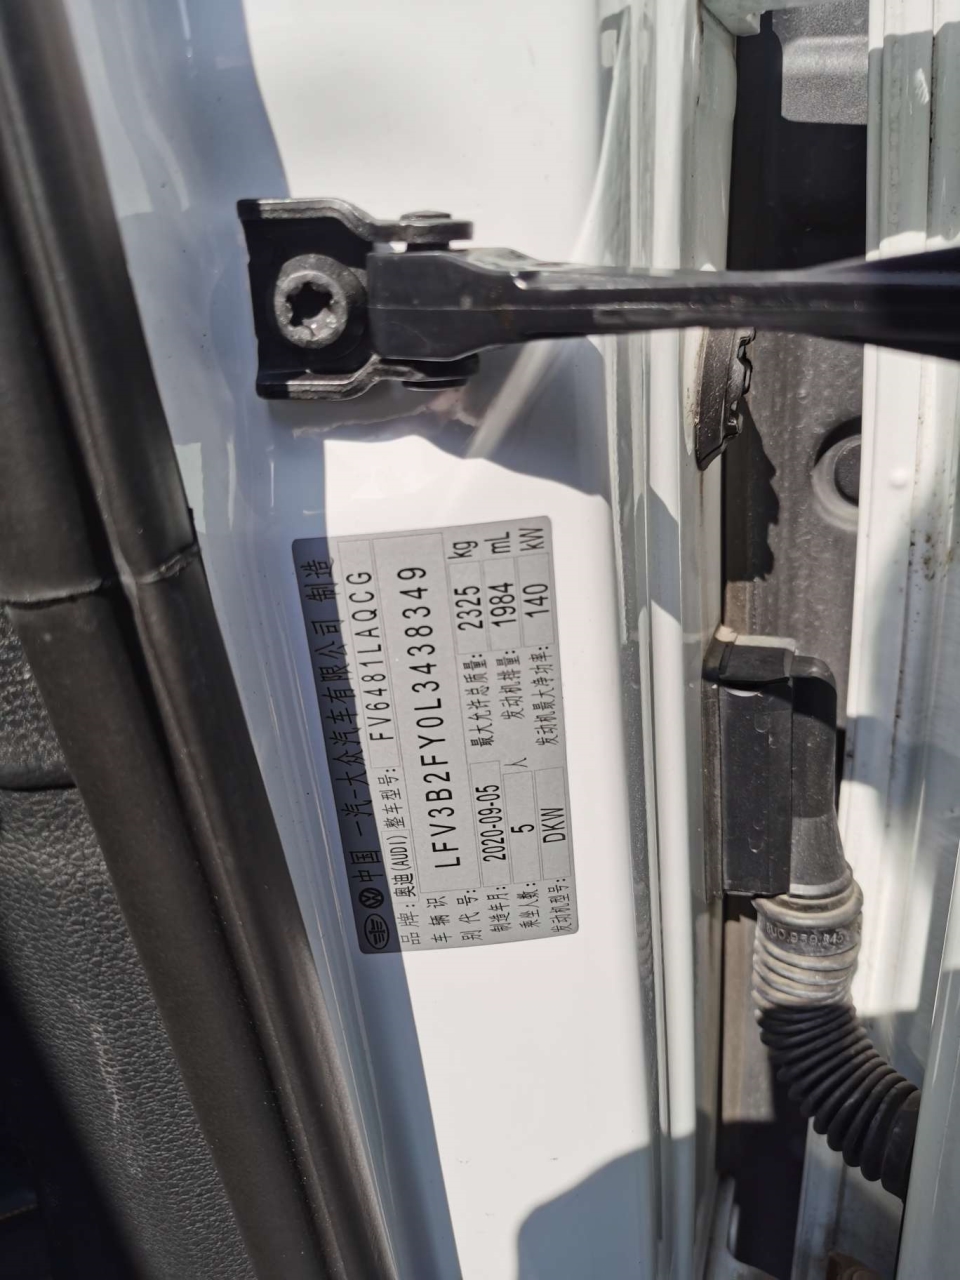 中国 一汽-大众汽车有限公司 制造
品牌: 奥迪(AUDI) 整车型号: FV6481LAQCG
车辆识别代号: LFV3B2FY0L3438349
制造年月: 2020-09-05 最大允许总质量: 2325 kg
乘坐人数: 5 人 发动机排量: 1984 mL
发动机型号: DKW 发动机最大净功率: 140 kW